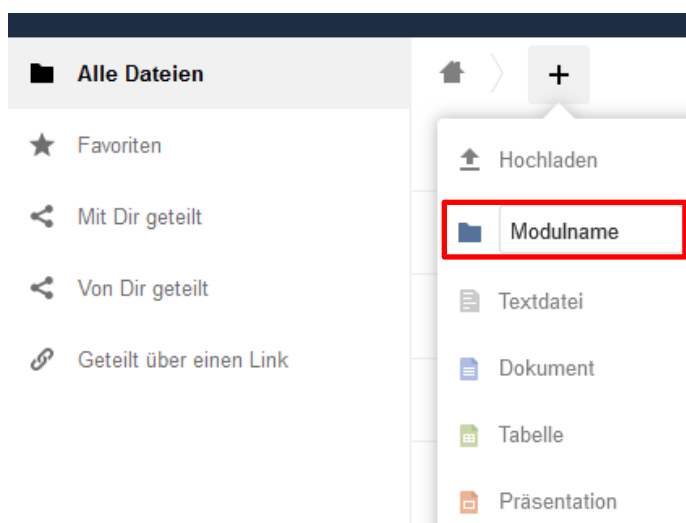 Alle Dateien
+
Favoriten
Hochladen
Mit Dir geteilt
Modulname
Von Dir geteilt
Textdatei
Geteilt über einen Link
Dokument
Tabelle
Präsentation